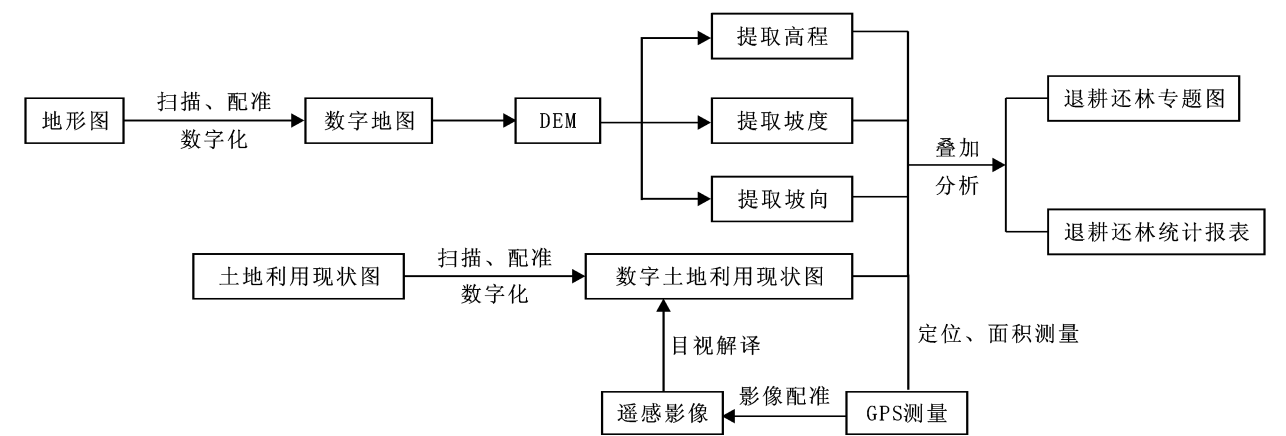 提取高程
地形图
扫描、配准
数字化
数字地图
DEM
提取坡度
提取坡向
叠加
分析
退耕还林专题图
退耕还林统计报表
土地利用现状图
扫描、配准
数字化
数字土地利用现状图
目视解译
定位、面积测量
遥感影像
影像配准
GPS测量